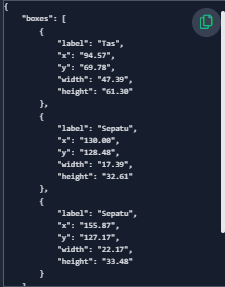 {
"boxes": [
{
"label": "Tas",
"x": "94.57",
"y": "69.78",
"width": "47.39",
"height": "61.30"
},
{
"label": "Sepatu",
"x": "130.00",
"y": "128.48",
"width": "17.39",
"height": "32.61"
},
{
"label": "Sepatu",
"x": "155.87",
"y": "127.17",
"width": "22.17",
"height": "33.48"
}
]